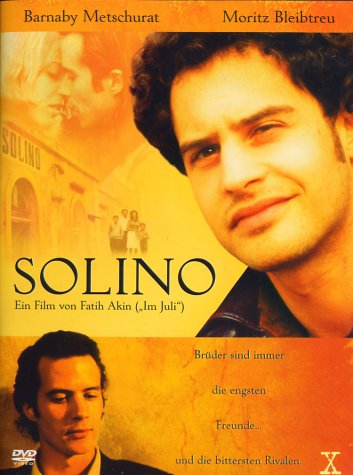 Barnaby Metschurat Moritz Bleibtreu
SOLINO
SOLINO
Ein Film von Fatih Akin („Im Juli“)
Brüder sind immer
die engsten
Freunde...
und die bittersten Rivalen.
DVD
VIDEO
X